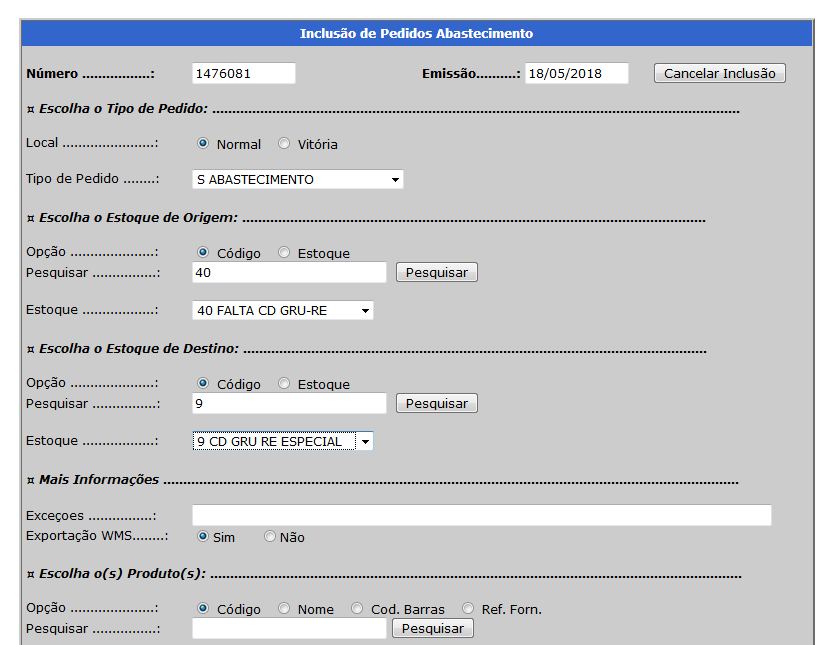 Inclusão de Pedidos Abastecimento
Número ................: 1476081 Emissão.........: 18/05/2018 Cancelar Inclusão
¤ Escolha o Tipo de Pedido: ....................................................................................................................................
Local ......................: Normal Vitória
Tipo de Pedido ........: S ABASTECIMENTO
¤ Escolha o Estoque de Origem: ....................................................................................................................
Opção ....................: Código Estoque
Pesquisar ...............: 40 Pesquisar
Estoque .................: 40 FALTA CD GRU-RE
¤ Escolha o Estoque de Destino: ....................................................................................................................
Opção ....................: Código Estoque
Pesquisar ...............: 9 Pesquisar
Estoque .................: 9 CD GRU RE ESPECIAL
¤ Mais Informações ..........................................................................................................................................
Exceçoes ...............:
Exportação WMS........: Sim Não
¤ Escolha o(s) Produto(s): ..................................................................................................................................
Opção ....................: Código Nome Cod. Barras Ref. Forn.
Pesquisar ...............: Pesquisar